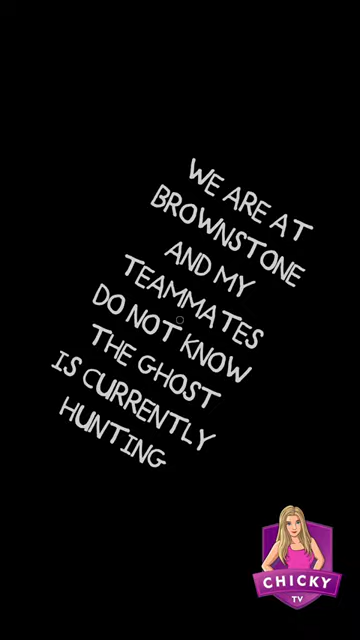 WE ARE AT
BROWNSTONE
AND MY
TEAMMATES
DO NOT KNOW
THE GHOST
IS CURRENTLY
HUNTING
CHICKY
TV